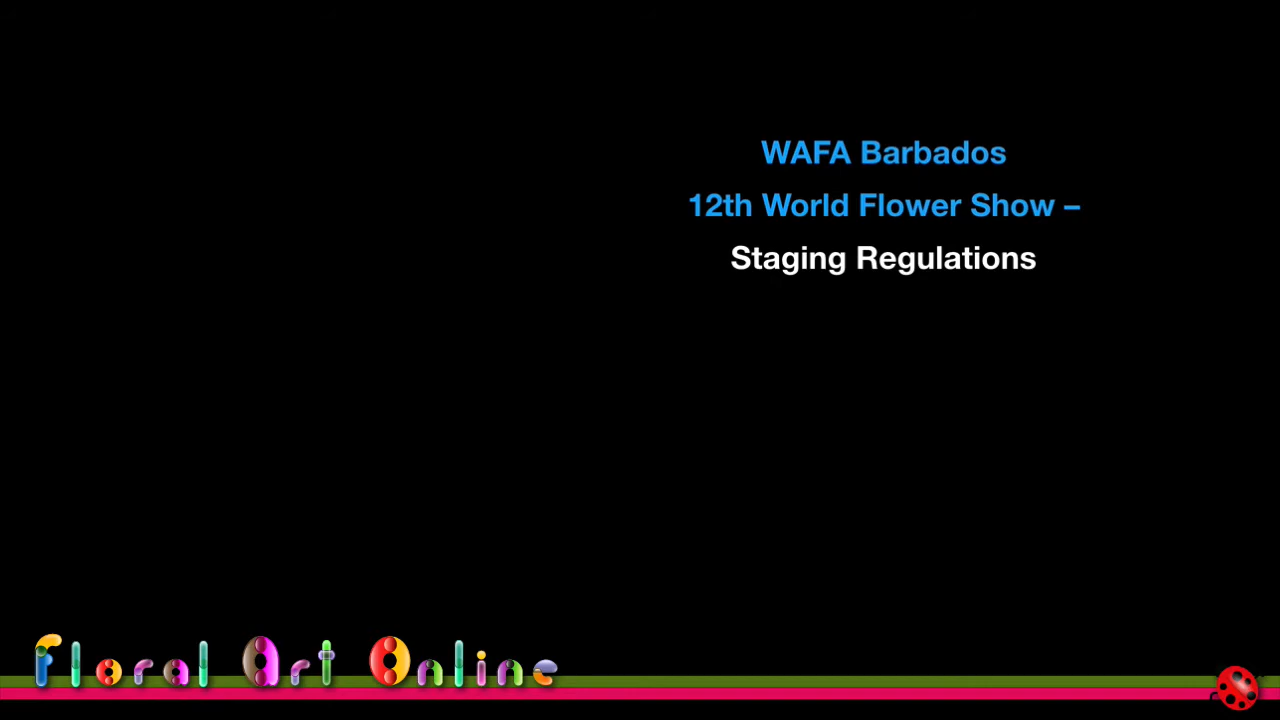 WAFA Barbados
12th World Flower Show –
Staging Regulations
Floral Art Online